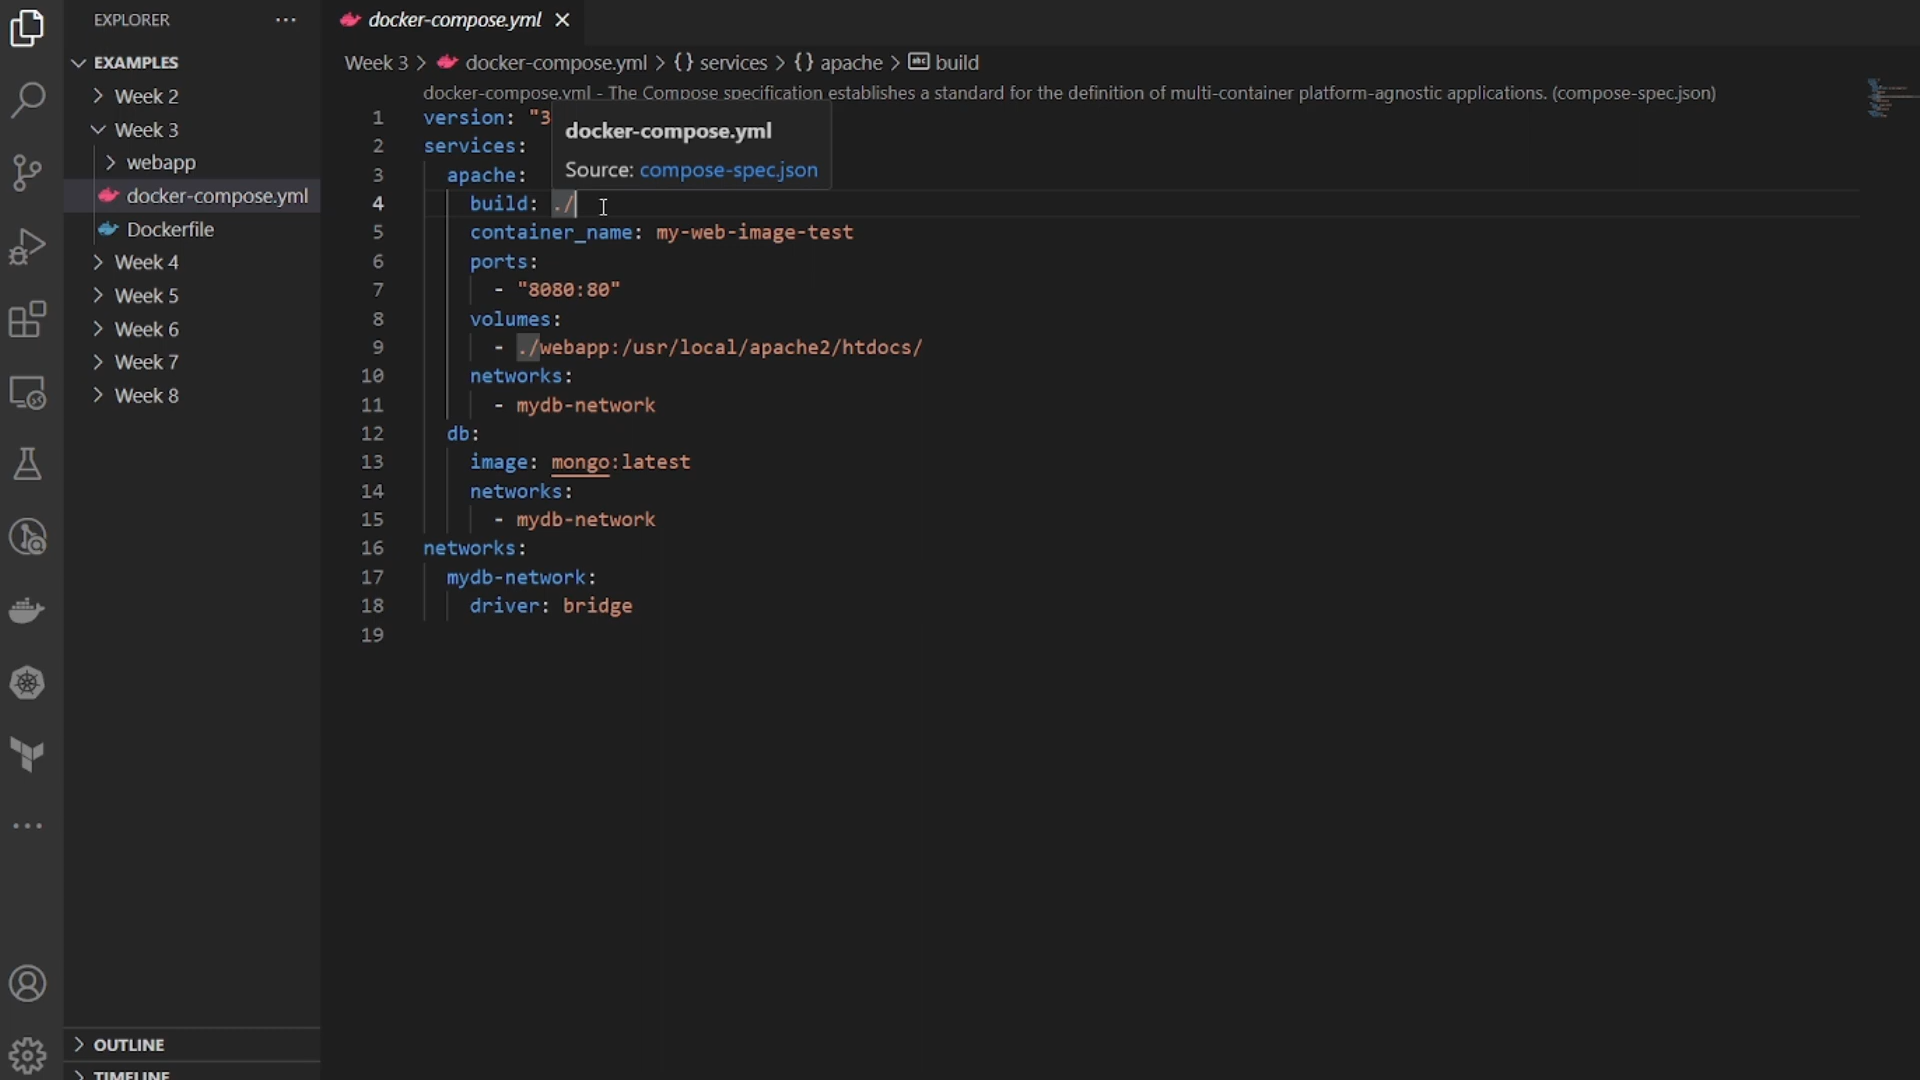 EXPLORER
EXAMPLES
Week 2
Week 3
webapp
docker-compose.yml
Dockerfile
Week 4
Week 5
Week 6
Week 7
Week 8
OUTLINE
TIMELINE
docker-compose.yml
Week 3 > docker-compose.yml > {} services > {} apache > abc build
docker-compose.yml - The Compose specification establishes a standard for the definition of multi-container platform-agnostic applications. (compose-spec.json)
docker-compose.yml
Source: compose-spec.json
1 version: "3
2 services:
3 apache:
4 build: ./
5 container_name: my-web-image-test
6 ports:
7 - "8080:80"
8 volumes:
9 - ./webapp:/usr/local/apache2/htdocs/
10 networks:
11 - mydb-network
12 db:
13 image: mongo:latest
14 networks:
15 - mydb-network
16 networks:
17 mydb-network:
18 driver: bridge
19